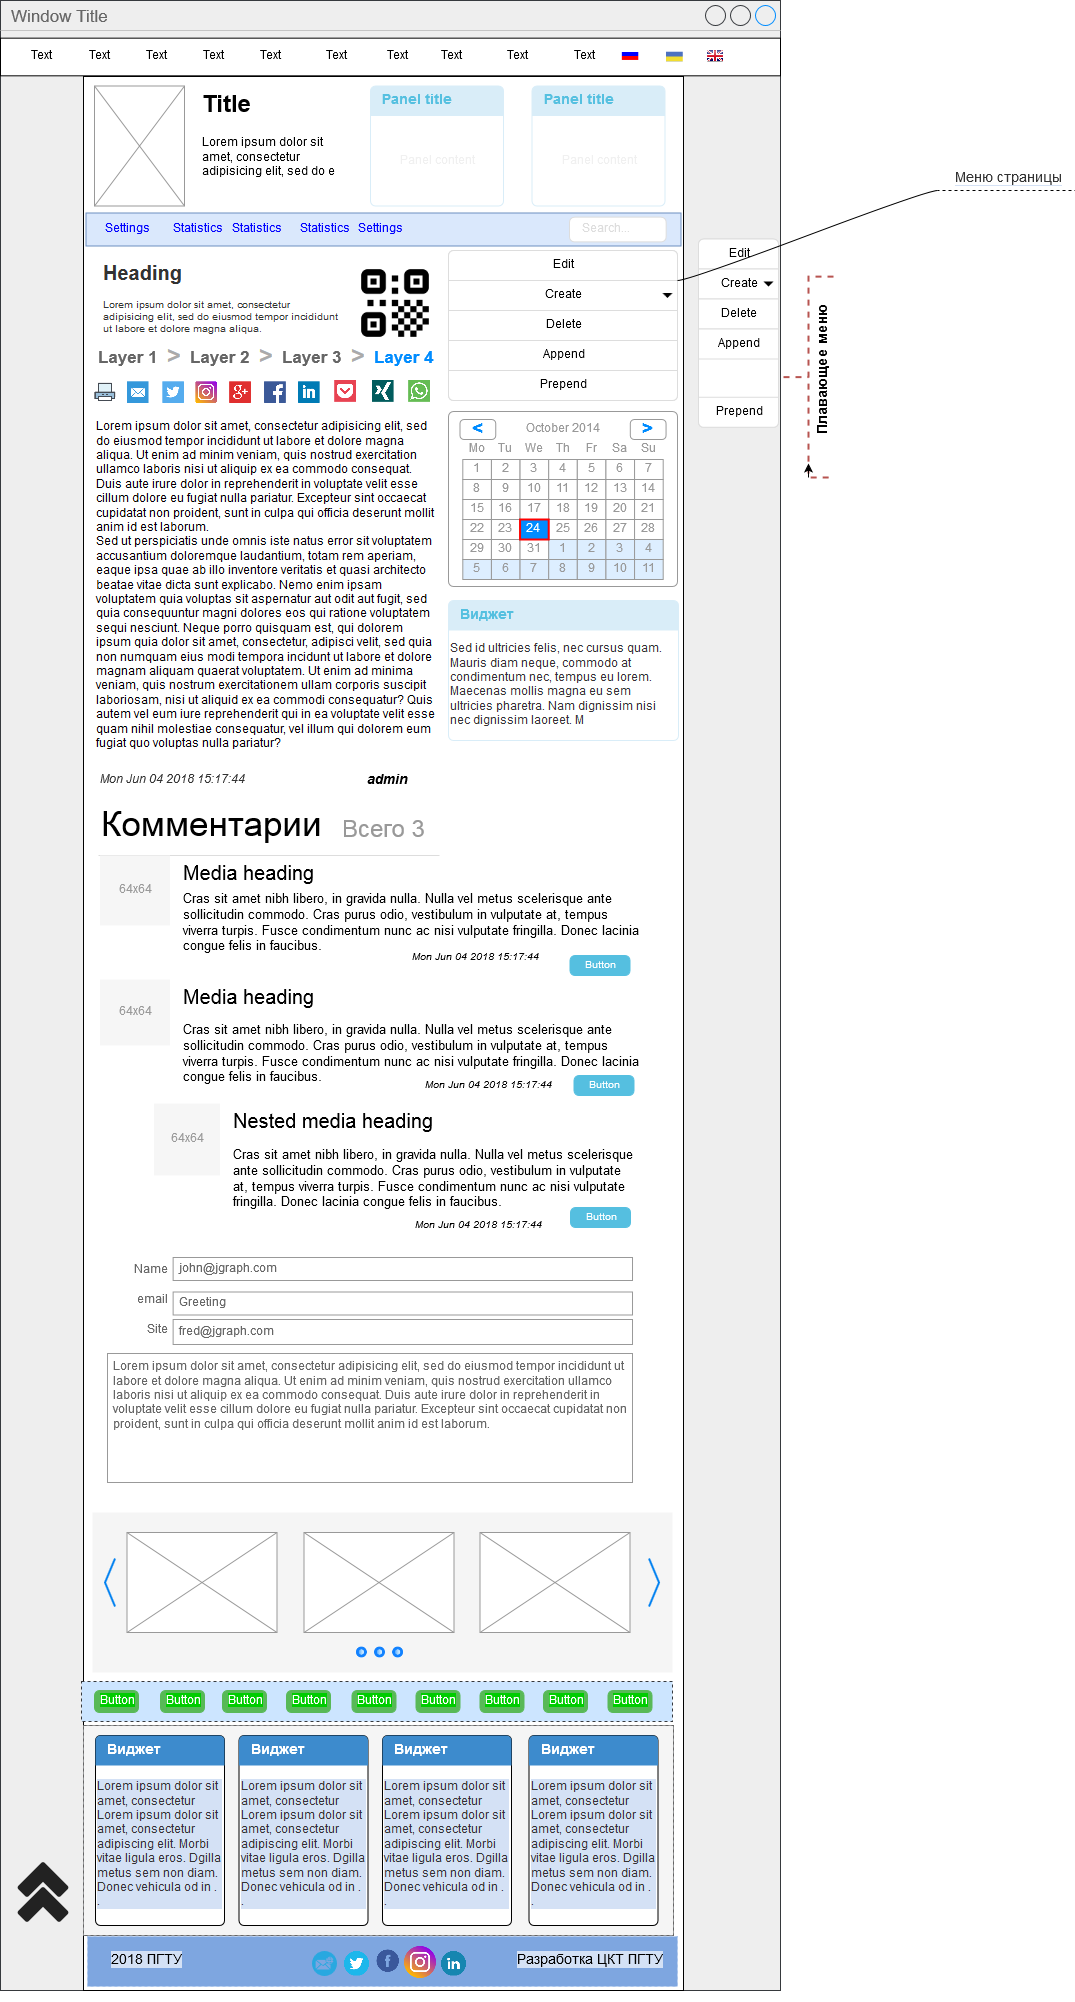 Window Title
Text Text Text Text Text Text Text Text Text Text
Title
Lorem ipsum dolor sit
amet, consectetur
adipisicing elit, sed do e
Panel title
Panel content
Panel title
Panel content
Меню страницы
Settings Statistics Statistics Statistics Settings
Search...
Heading
Lorem ipsum dolor sit amet, consectetur
adipisicing elit, sed do eiusmod tempor incididunt
ut labore et dolore magna aliqua.
Layer 1 > Layer 2 > Layer 3 > Layer 4
Edit
Create
Delete
Append
Prepend
Edit
Create
Delete
Append
Prepend
Плавающее меню
Lorem ipsum dolor sit amet, consectetur adipisicing elit, sed
do eiusmod tempor incididunt ut labore et dolore magna
aliqua. Ut enim ad minim veniam, quis nostrud exercitation
ullamco laboris nisi ut aliquip ex ea commodo consequat.
Duis aute irure dolor in reprehenderit in voluptate velit esse
cillum dolore eu fugiat nulla pariatur. Excepteur sint occaecat
cupidatat non proident, sunt in culpa qui officia deserunt mollit
anim id est laborum.
Sed ut perspiciatis unde omnis iste natus error sit voluptatem
accusantium doloremque laudantium, totam rem aperiam,
eaque ipsa quae ab illo inventore veritatis et quasi architecto
beatae vitae dicta sunt explicabo. Nemo enim ipsam
voluptatem quia voluptas sit aspernatur aut odit aut fugit, sed
quia consequuntur magni dolores eos qui ratione voluptatem
sequi nesciunt. Neque porro quisquam est, qui dolorem
ipsum quia dolor sit amet, consectetur, adipisci velit, sed quia
non numquam eius modi tempora incidunt ut labore et dolore
magnam aliquam quaerat voluptatem. Ut enim ad minima
veniam, quis nostrum exercitationem ullam corporis suscipit
laboriosam, nisi ut aliquid ex ea commodi consequatur? Quis
autem vel eum iure reprehenderit qui in ea voluptate velit esse
quam nihil molestiae consequatur, vel illum qui dolorem eum
fugiat quo voluptas nulla pariatur?
< October 2014 >
Mo Tu We Th Fr Sa Su
1 2 3 4 5 6 7
8 9 10 11 12 13 14
15 16 17 18 19 20 21
22 23 24 25 26 27 28
29 30 31 1 2 3 4
5 6 7 8 9 10 11
Виджет
Sed id ultricies felis, nec cursus quam.
Mauris diam neque, commodo at
condimentum nec, tempus eu lorem.
Maecenas mollis magna eu sem
ultricies pharetra. Nam dignissim nisi
nec dignissim laoreet. M
Mon Jun 04 2018 15:17:44 admin
Комментарии Всего 3
64x64
Media heading
Cras sit amet nibh libero, in gravida nulla. Nulla vel metus scelerisque ante
sollicitudin commodo. Cras purus odio, vestibulum in vulputate at, tempus
viverra turpis. Fusce condimentum nunc ac nisi vulputate fringilla. Donec lacinia
congue felis in faucibus.
Mon Jun 04 2018 15:17:44
Button
64x64
Media heading
Cras sit amet nibh libero, in gravida nulla. Nulla vel metus scelerisque ante
sollicitudin commodo. Cras purus odio, vestibulum in vulputate at, tempus
viverra turpis. Fusce condimentum nunc ac nisi vulputate fringilla. Donec lacinia
congue felis in faucibus.
Mon Jun 04 2018 15:17:44
Button
64x64
Nested media heading
Cras sit amet nibh libero, in gravida nulla. Nulla vel metus scelerisque
ante sollicitudin commodo. Cras purus odio, vestibulum in vulputate
at, tempus viverra turpis. Fusce condimentum nunc ac nisi vulputate
fringilla. Donec lacinia congue felis in faucibus.
Mon Jun 04 2018 15:17:44
Button
Name john@jgraph.com
email Greeting
Site fred@jgraph.com
Lorem ipsum dolor sit amet, consectetur adipisicing elit, sed do eiusmod tempor incididunt ut
labore et dolore magna aliqua. Ut enim ad minim veniam, quis nostrud exercitation ullamco
laboris nisi ut aliquip ex ea commodo consequat. Duis aute irure dolor in reprehenderit in
voluptate velit esse cillum dolore eu fugiat nulla pariatur. Excepteur sint occaecat cupidatat non
proident, sunt in culpa qui officia deserunt mollit anim id est laborum.
Button Button Button Button Button Button Button Button Button
Виджет
Lorem ipsum dolor sit
amet, consectetur
Lorem ipsum dolor sit
amet, consectetur
adipiscing elit. Morbi
vitae ligula eros. Dgilla
metus sem non diam.
Donec vehicula od in .
.
Виджет
Lorem ipsum dolor sit
amet, consectetur
Lorem ipsum dolor sit
amet, consectetur
adipiscing elit. Morbi
vitae ligula eros. Dgilla
metus sem non diam.
Donec vehicula od in .
.
Виджет
Lorem ipsum dolor sit
amet, consectetur
Lorem ipsum dolor sit
amet, consectetur
adipiscing elit. Morbi
vitae ligula eros. Dgilla
metus sem non diam.
Donec vehicula od in .
.
Виджет
Lorem ipsum dolor sit
amet, consectetur
Lorem ipsum dolor sit
amet, consectetur
adipiscing elit. Morbi
vitae ligula eros. Dgilla
metus sem non diam.
Donec vehicula od in .
.
2018 ПГТУ
Разработка ЦКТ ПГТУ